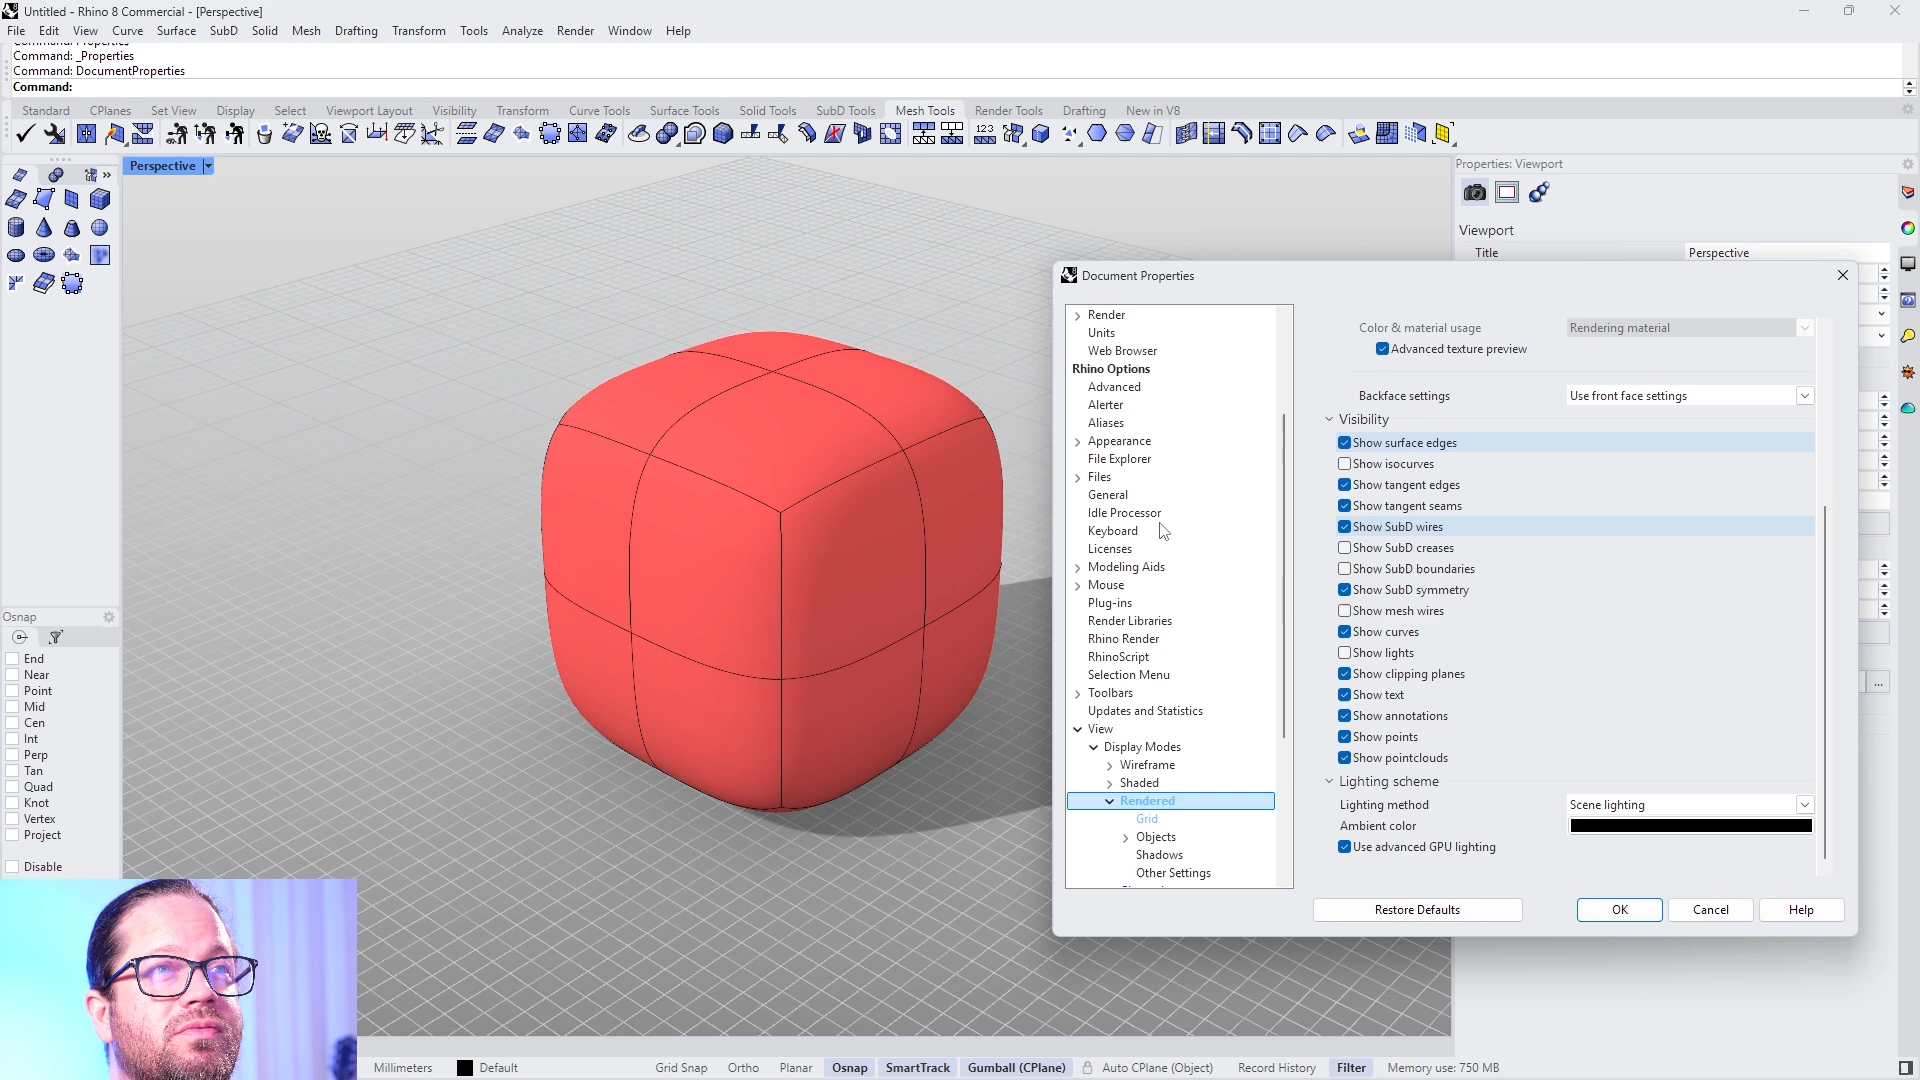 Untitled - Rhino 8 Commercial - [Perspective]
File Edit View Curve Surface SubD Solid Mesh Drafting Transform Tools Analyze Render Window Help
Command: _Properties
Command: DocumentProperties
Command:
Standard CPlanes Set View Display Select Viewport Layout Visibility Transform Curve Tools Surface Tools Solid Tools SubD Tools Mesh Tools Render Tools Drafting New in V8
123
Perspective
Properties: Viewport
Viewport
Title Perspective
Document Properties
Render
Units
Web Browser
Rhino Options
Advanced
Alerter
Aliases
Appearance
File Explorer
Files
General
Idle Processor
Keyboard
Licenses
Modeling Aids
Mouse
Plug-ins
Render Libraries
Rhino Render
RhinoScript
Selection Menu
Toolbars
Updates and Statistics
View
Display Modes
Wireframe
Shaded
Rendered
Grid
Objects
Shadows
Other Settings
Color & material usage Rendering material
Advanced texture preview
Backface settings Use front face settings
Visibility
Show surface edges
Show isocurves
Show tangent edges
Show tangent seams
Show SubD wires
Show SubD creases
Show SubD boundaries
Show SubD symmetry
Show mesh wires
Show curves
Show lights
Show clipping planes
Show text
Show annotations
Show points
Show pointclouds
Lighting scheme
Lighting method Scene lighting
Ambient color
Use advanced GPU lighting
Restore Defaults OK Cancel Help
...
Osnap
End
Near
Point
Mid
Cen
Int
Perp
Tan
Quad
Knot
Vertex
Project
Disable
Millimeters Default Grid Snap Ortho Planar Osnap SmartTrack Gumball (CPlane) Auto CPlane (Object) Record History Filter Memory use: 750 MB